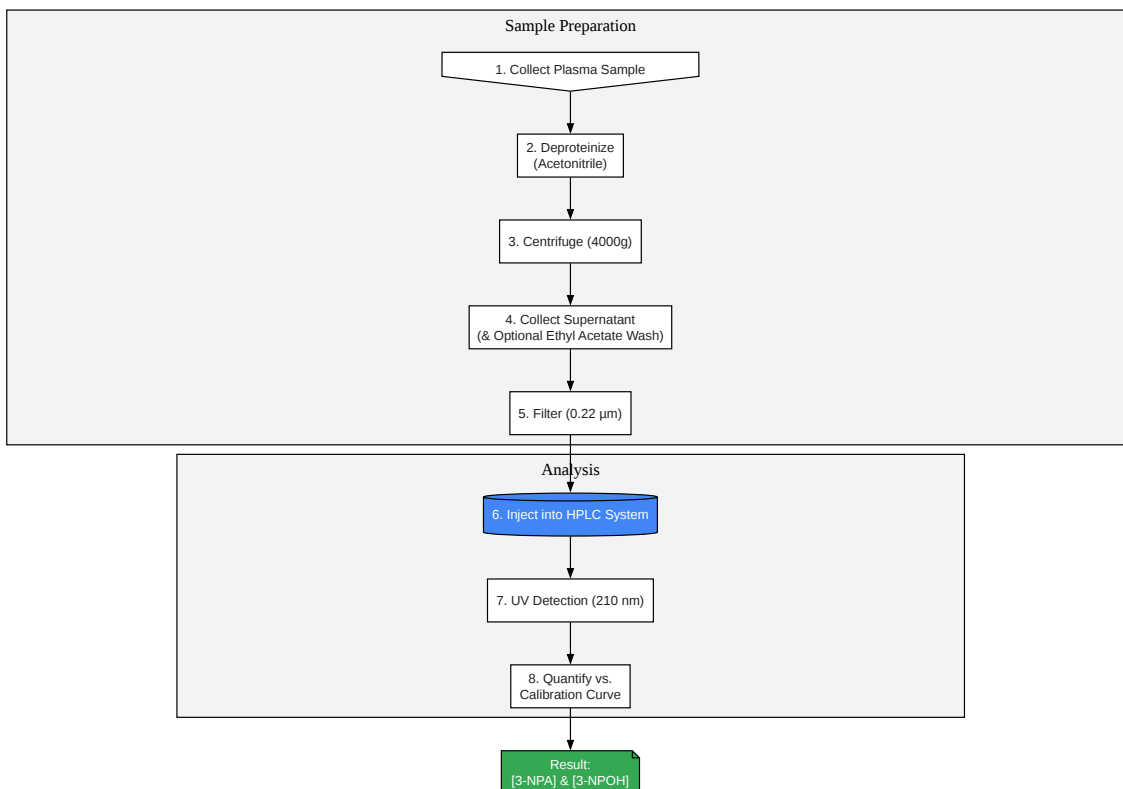 Sample Preparation
1. Collect Plasma Sample
2. Deproteinize
(Acetonitrile)
3. Centrifuge (4000g)
4. Collect Supernatant
(& Optional Ethyl Acetate Wash)
5. Filter (0.22 µm)
Analysis
6. Inject into HPLC System
7. UV Detection (210 nm)
8. Quantify vs.
Calibration Curve
Result:
[3-NPA] & [3-NPOH]